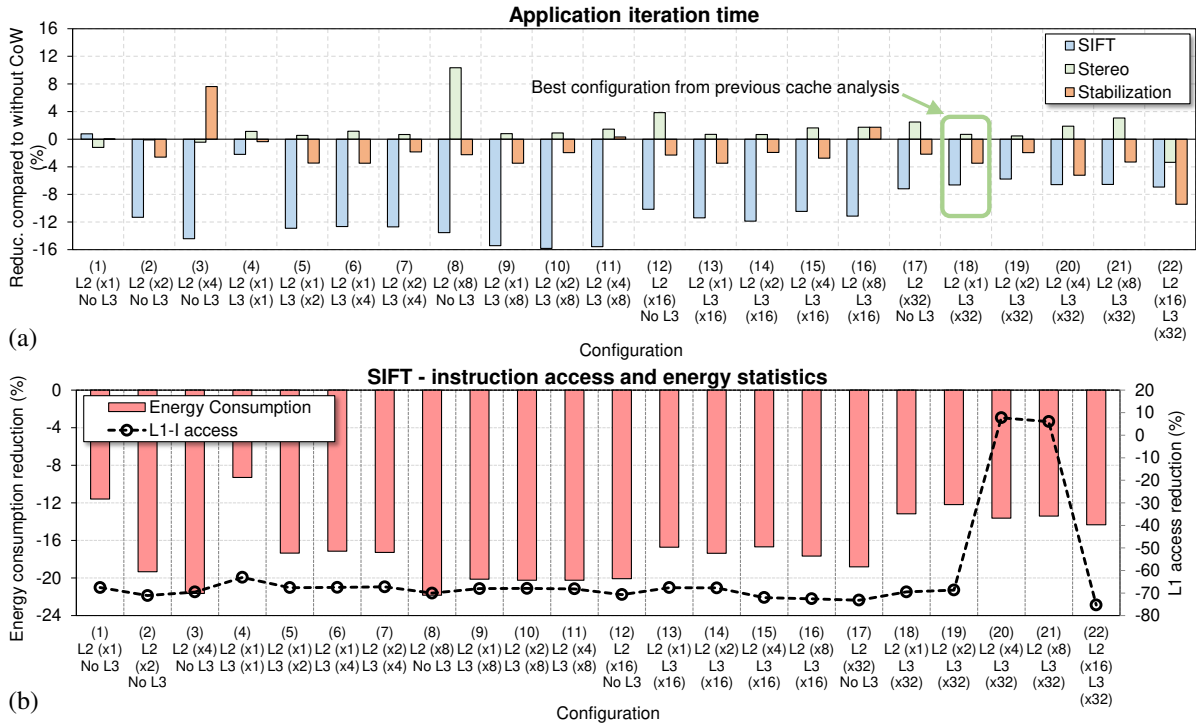 Application iteration time
Reduc. compared to without CoW
(%)
16
12
8
4
0
-4
-8
-12
-16
SIFT
Stereo
Stabilization
Best configuration from previous cache analysis
(1) (2) (3) (4) (5) (6) (7) (8) (9) (10) (11) (12) (13) (14) (15) (16) (17) (18) (19) (20) (21) (22)
L2 (x1) L2 (x2) L2 (x4) L2 (x1) L2 (x1) L2 (x1) L2 (x2) L2 (x8) L2 (x1) L2 (x2) L2 (x4) L2 L2 (x1) L2 (x2) L2 (x4) L2 (x8) L2 L2 (x1) L2 (x2) L2 (x4) L2 (x8) L2
No L3 No L3 No L3 L3 (x1) L3 (x2) L3 (x4) L3 (x4) No L3 L3 (x8) L3 (x8) L3 (x8) (x16) L3 L3 L3 L3 (x32) L3 L3 L3 L3 (x16)
No L3 (x16) (x16) (x16) (x16) No L3 (x32) (x32) (x32) (x32) L3
(x32)
(a)
Configuration
SIFT - instruction access and energy statistics
Energy consumption reduction (%)
0
-4
-8
-12
-16
-20
-24
Energy Consumption
L1-I access
20
10
0
-10
-20
-30
-40
-50
-60
-70
-80
L1 access reduction (%)
(1) (2) (3) (4) (5) (6) (7) (8) (9) (10) (11) (12) (13) (14) (15) (16) (17) (18) (19) (20) (21) (22)
L2 (x1) L2 L2 (x4) L2 (x1) L2 (x1) L2 (x1) L2 (x2) L2 (x8) L2 (x1) L2 (x2) L2 (x4) L2 L2 (x1) L2 (x2) L2 (x4) L2 (x8) L2 L2 (x1) L2 (x2) L2 (x4) L2 (x8) L2
No L3 (x2) No L3 L3 (x1) L3 (x2) L3 (x4) L3 (x4) No L3 L3 (x8) L3 (x8) L3 (x8) (x16) L3 L3 L3 L3 (x32) L3 L3 L3 L3 (x16)
No L3 No L3 (x16) (x16) (x16) (x16) No L3 (x32) (x32) (x32) (x32) L3
(x32)
(b)
Configuration